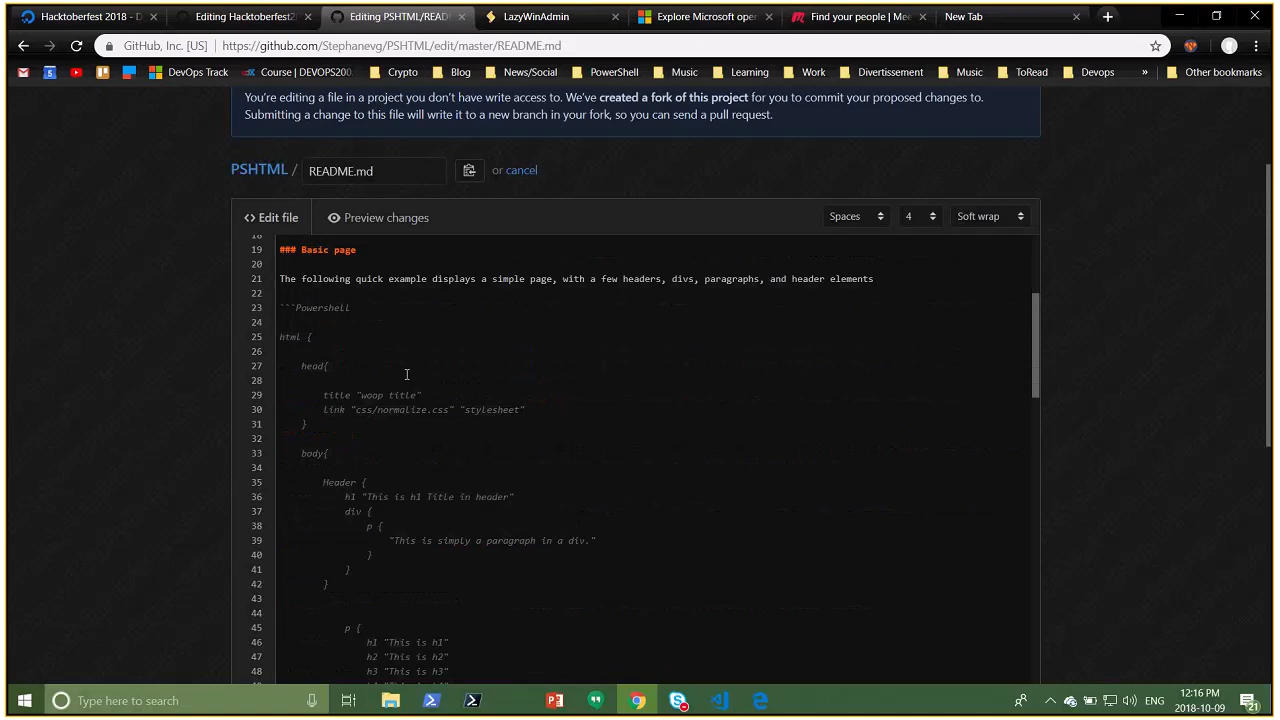 Hacktoberfest 2018 - D
Editing Hacktoberfest2
Editing PSHTML/READ
LazyWinAdmin
Explore Microsoft open
Find your people | Mee
New Tab
GitHub, Inc. [US] https://github.com/Stephanevg/PSHTML/edit/master/README.md
DevOps Track
Course | DEVOPS200
Crypto
Blog
News/Social
PowerShell
Music
Learning
Work
Divertissement
Music
ToRead
Devops
»
Other bookmarks
You're editing a file in a project you don't have write access to. We've created a fork of this project for you to commit your proposed changes to.
Submitting a change to this file will write it to a new branch in your fork, so you can send a pull request.
PSHTML / README.md or cancel
<> Edit file Preview changes Spaces 4 Soft wrap
18
19 ### Basic page
20
21 The following quick example displays a simple page, with a few headers, divs, paragraphs, and header elements
22
23 ```Powershell
24
25 html {
26
27 head{
28
29 title "woop title"
30 link "css/normalize.css" "stylesheet"
31 }
32
33 body{
34
35 Header {
36 h1 "This is h1 Title in header"
37 div {
38 p {
39 "This is simply a paragraph in a div."
40 }
41 }
42 }
43
44
45 p {
46 h1 "This is h1"
47 h2 "This is h2"
48 h3 "This is h3"
Type here to search
ENG
12:16 PM
2018-10-09
21